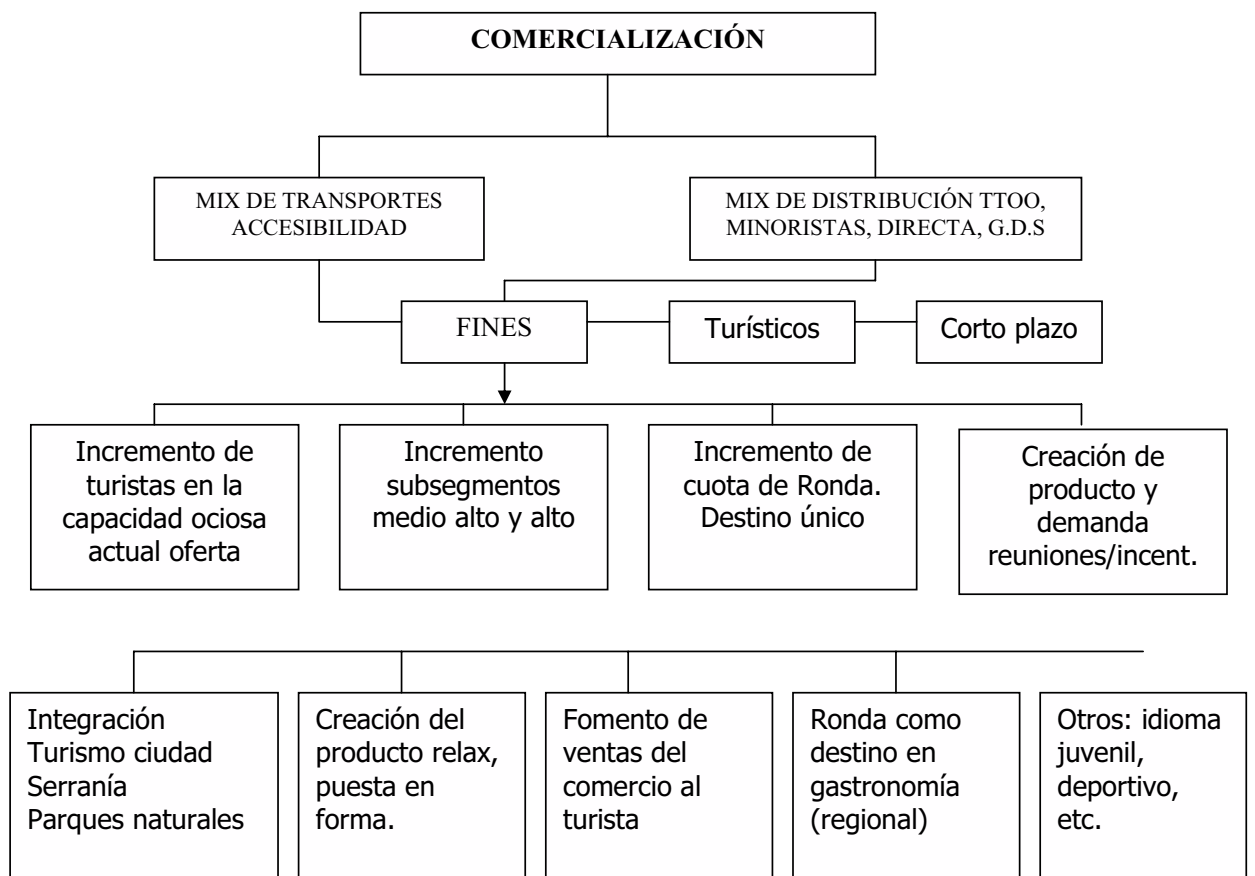 COMERCIALIZACIÓN
MIX DE TRANSPORTES
ACCESIBILIDAD
MIX DE DISTRIBUCIÓN TTOO,
MINORISTAS, DIRECTA, G.D.S
FINES
Turísticos
Corto plazo
Incremento de
turistas en la
capacidad ociosa
actual oferta
Incremento
subsegmentos
medio alto y alto
Incremento de
cuota de Ronda.
Destino único
Creación de
producto y
demanda
reuniones/incent.
Integración
Turismo ciudad
Serranía
Parques naturales
Creación del
producto relax,
puesta en
forma.
Fomento de
ventas del
comercio al
turista
Ronda como
destino en
gastronomía
(regional)
Otros: idioma
juvenil,
deportivo,
etc.